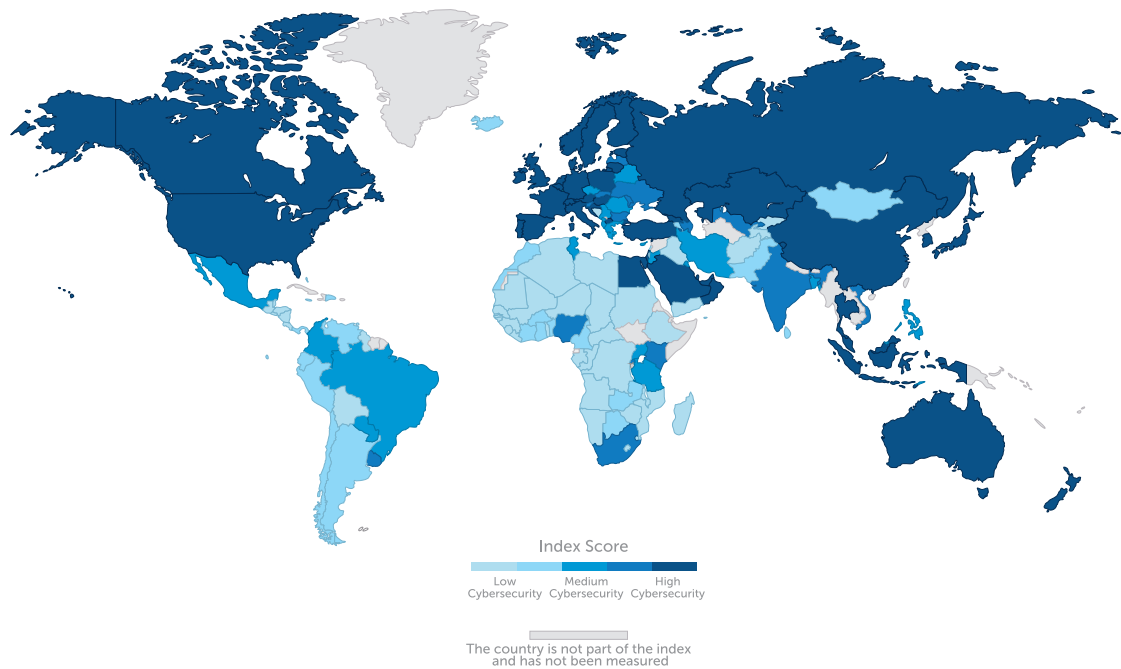 Index Score
Low Medium High
Cybersecurity Cybersecurity Cybersecurity
The country is not part of the index
and has not been measured